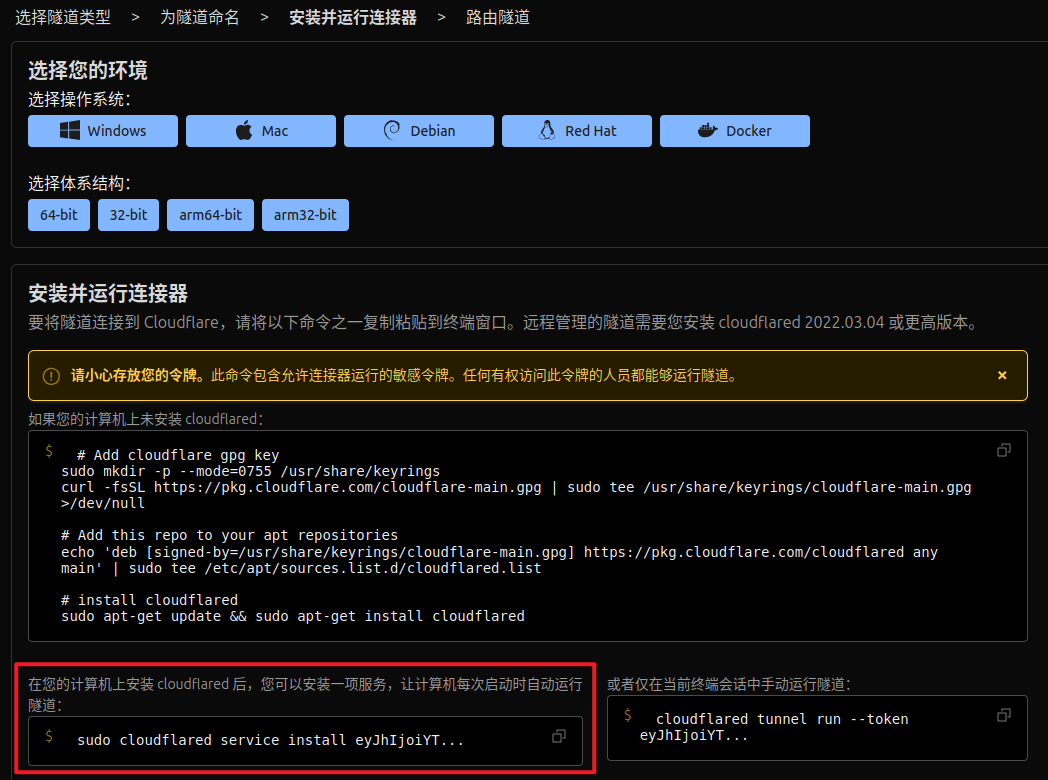 选择隧道类型 > 为隧道命名 > 安装并运行连接器 > 路由隧道
选择您的环境
选择操作系统：
Windows Mac Debian Red Hat Docker
选择体系结构：
64-bit 32-bit arm64-bit arm32-bit
安装并运行连接器
要将隧道连接到 Cloudflare，请将以下命令之一复制粘贴到终端窗口。远程管理的隧道需要您安装 cloudflared 2022.03.04 或更高版本。
请小心存放您的令牌。此命令包含允许连接器运行的敏感令牌。任何有权访问此令牌的人员都能够运行隧道。 ×
如果您的计算机上未安装 cloudflared：
$ # Add cloudflare gpg key
sudo mkdir -p --mode=0755 /usr/share/keyrings
curl -fsSL https://pkg.cloudflare.com/cloudflare-main.gpg | sudo tee /usr/share/keyrings/cloudflare-main.gpg
>/dev/null
# Add this repo to your apt repositories
echo 'deb [signed-by=/usr/share/keyrings/cloudflare-main.gpg] https://pkg.cloudflare.com/cloudflared any
main' | sudo tee /etc/apt/sources.list.d/cloudflared.list
# install cloudflared
sudo apt-get update && sudo apt-get install cloudflared
在您的计算机上安装 cloudflared 后，您可以安装一项服务，让计算机每次启动时自动运行
隧道：
$ sudo cloudflared service install eyJhIjoiYT...
或者仅在当前终端会话中手动运行隧道：
$ cloudflared tunnel run --token
eyJhIjoiYT...